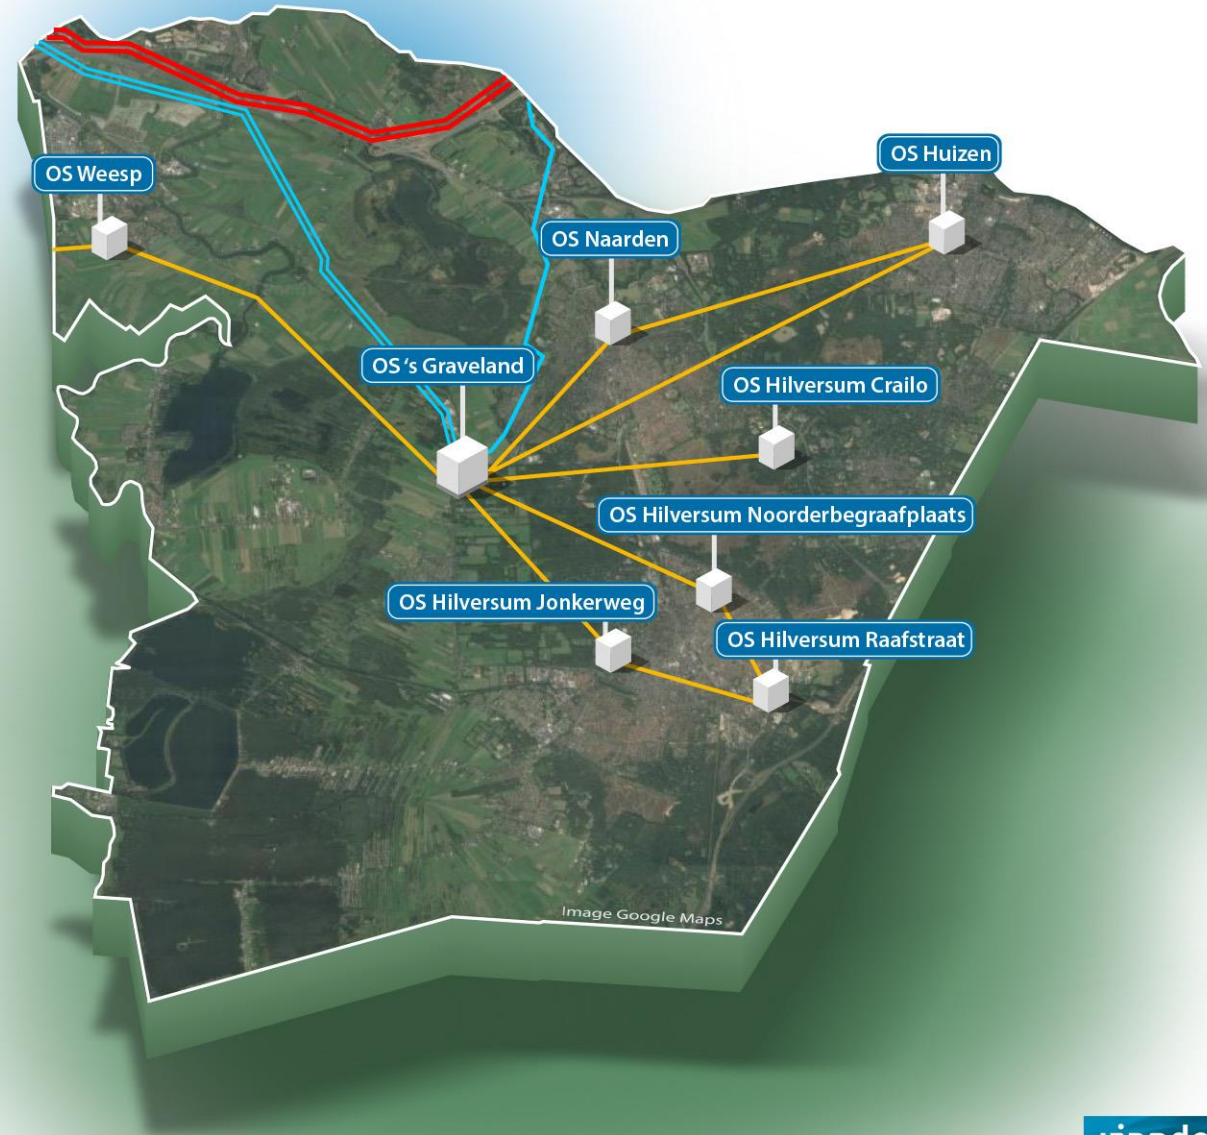 OS Huizen
OS Weesp
OS Naarden
OS 's Graveland
OS Hilversum Crailo
OS Hilversum Noorderbegraafplaats
OS Hilversum Jonkerweg
OS Hilversum Raafstraat
Image Google Maps